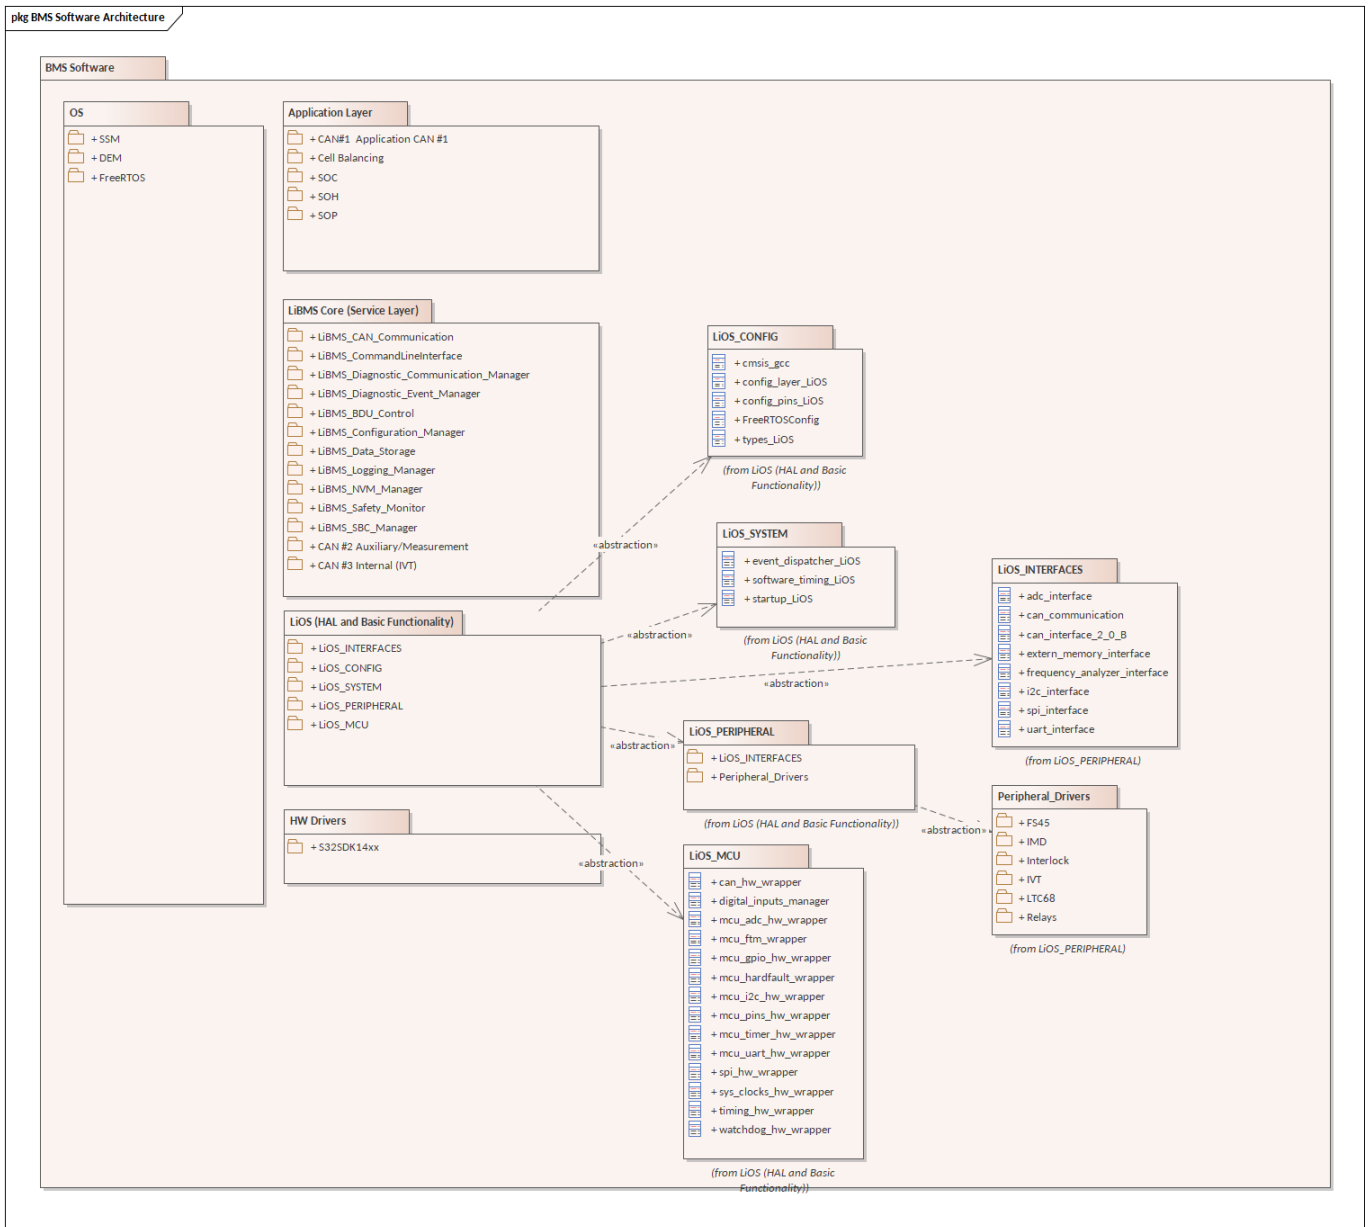 pkg BMS Software Architecture
BMS Software
OS
+ SSM
+ DEM
+ FreeRTOS
Application Layer
+ CAN#1  Application CAN #1
+ Cell Balancing
+ SOC
+ SOH
+ SOP
LiBMS Core (Service Layer)
+ LiBMS_CAN_Communication
+ LiBMS_CommandLineInterface
+ LiBMS_Diagnostic_Communication_Manager
+ LiBMS_Diagnostic_Event_Manager
+ LiBMS_BDU_Control
+ LiBMS_Configuration_Manager
+ LiBMS_Data_Storage
+ LiBMS_Logging_Manager
+ LiBMS_NVM_Manager
+ LiBMS_Safety_Monitor
+ LiBMS_SBC_Manager
+ CAN #2 Auxiliary/Measurement
+ CAN #3 Internal (IVT)
LiOS (HAL and Basic Functionality)
+ LiOS_INTERFACES
+ LiOS_CONFIG
+ LiOS_SYSTEM
+ LiOS_PERIPHERAL
+ LiOS_MCU
HW Drivers
+ S32SDK14xx
«abstraction»
«abstraction»
«abstraction»
«abstraction»
«abstraction»
«abstraction»
LiOS_CONFIG
+ cmsis_gcc
+ config_layer_LiOS
+ config_pins_LiOS
+ FreeRTOSConfig
+ types_LiOS
(from LiOS (HAL and Basic
Functionality))
LiOS_SYSTEM
+ event_dispatcher_LiOS
+ software_timing_LiOS
+ startup_LiOS
(from LiOS (HAL and Basic
Functionality))
LiOS_INTERFACES
+ adc_interface
+ can_communication
+ can_interface_2_0_B
+ extern_memory_interface
+ frequency_analyzer_interface
+ i2c_interface
+ spi_interface
+ uart_interface
(from LiOS_PERIPHERAL)
LiOS_PERIPHERAL
+ LiOS_INTERFACES
+ Peripheral_Drivers
(from LiOS (HAL and Basic Functionality))
Peripheral_Drivers
+ FS45
+ IMD
+ Interlock
+ IVT
+ LTC68
+ Relays
(from LiOS_PERIPHERAL)
LiOS_MCU
+ can_hw_wrapper
+ digital_inputs_manager
+ mcu_adc_hw_wrapper
+ mcu_ftm_wrapper
+ mcu_gpio_hw_wrapper
+ mcu_hardfault_wrapper
+ mcu_i2c_hw_wrapper
+ mcu_pins_hw_wrapper
+ mcu_timer_hw_wrapper
+ mcu_uart_hw_wrapper
+ spi_hw_wrapper
+ sys_clocks_hw_wrapper
+ timing_hw_wrapper
+ watchdog_hw_wrapper
(from LiOS (HAL and Basic
Functionality))